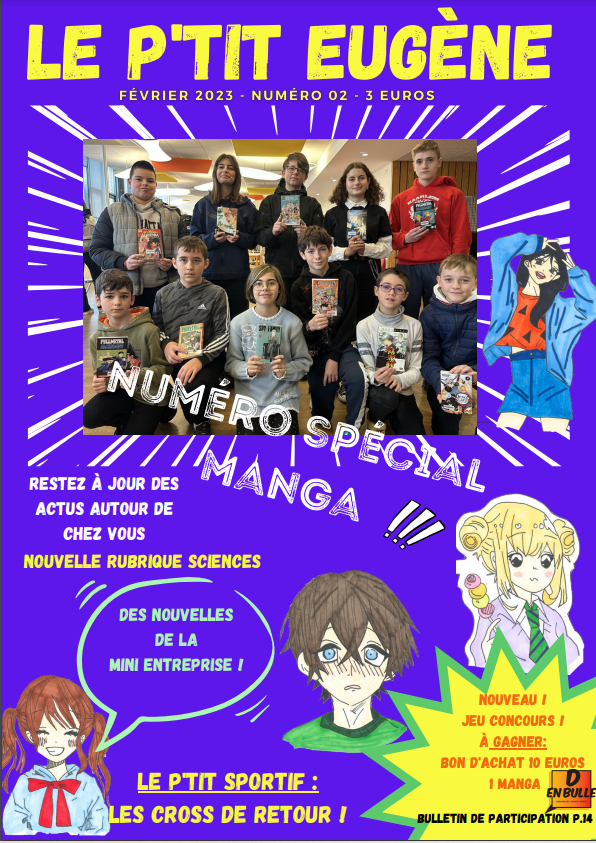 LE P'TIT EUGÈNE
FÉVRIER 2023 - NUMÉRO 02 - 3 EUROS
NUMÉRO SPÉCIAL
MANGA
!!!
RESTEZ À JOUR DES
ACTUS AUTOUR DE
CHEZ VOUS
NOUVELLE RUBRIQUE SCIENCES
DES NOUVELLES
DE LA
MINI ENTREPRISE !
NOUVEAU !
JEU CONCOURS !
À GAGNER:
BON D'ACHAT 10 EUROS
1 MANGA
D
EN BULLE
BULLETIN DE PARTICIPATION P.14
LE P'TIT SPORTIF :
LES CROSS DE RETOUR !